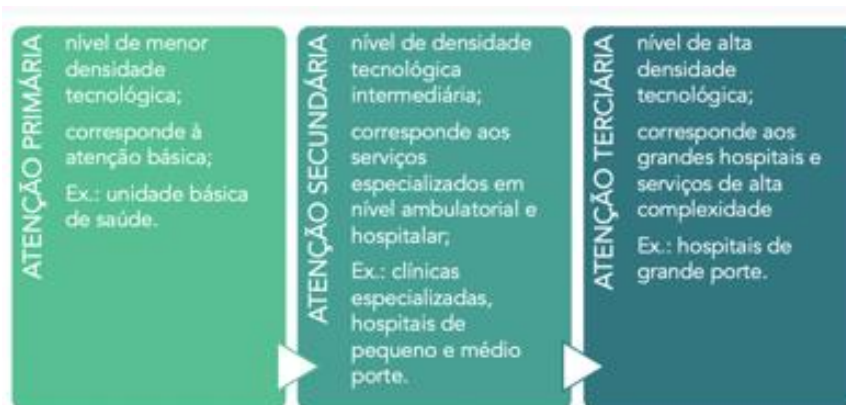 ATENÇÃO PRIMÁRIA
nível de menor
densidade
tecnológica;
corresponde à
atenção básica;
Ex.: unidade básica
de saúde.
ATENÇÃO SECUNDÁRIA
nível de densidade
tecnológica
intermediária;
corresponde aos
serviços
especializados em
nível ambulatorial e
hospitalar;
Ex.: clínicas
especializadas,
hospitais de
pequeno e médio
porte.
ATENÇÃO TERCIÁRIA
nível de alta
densidade
tecnológica;
corresponde aos
grandes hospitais e
serviços de alta
complexidade
Ex.: hospitais de
grande porte.